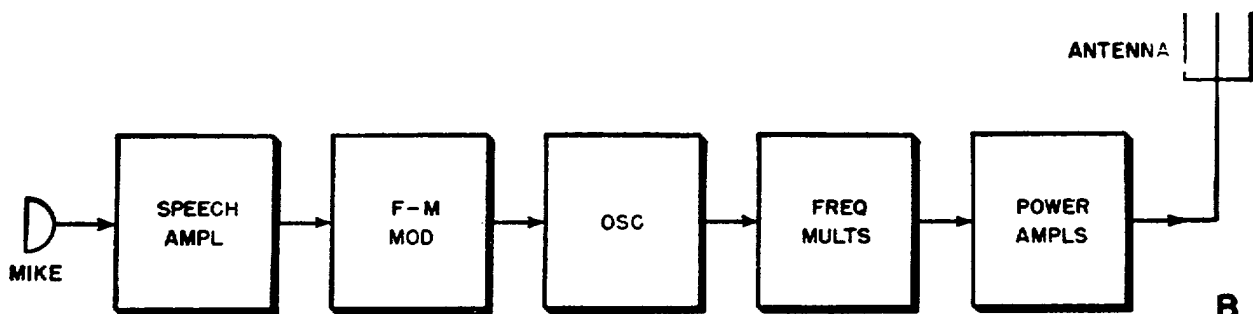 ANTENNA
SPEECH
AMPL
F-M
MOD
OSC
FREQ
MULTS
POWER
AMPLS
MIKE
B